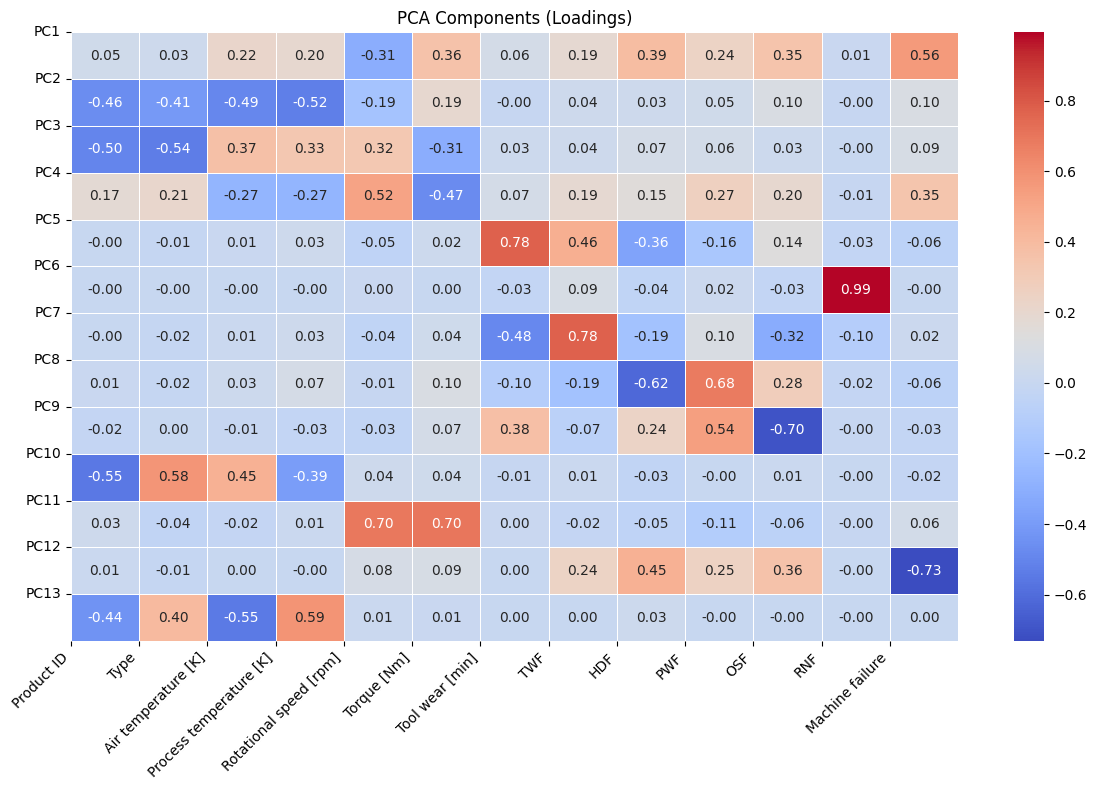 PCA Components (Loadings)
PC1
0.05 0.03 0.22 0.20 -0.31 0.36 0.06 0.19 0.39 0.24 0.35 0.01 0.56
PC2
-0.46 -0.41 -0.49 -0.52 -0.19 0.19 -0.00 0.04 0.03 0.05 0.10 -0.00 0.10
PC3
-0.50 -0.54 0.37 0.33 0.32 -0.31 0.03 0.04 0.07 0.06 0.03 -0.00 0.09
PC4
0.17 0.21 -0.27 -0.27 0.52 -0.47 0.07 0.19 0.15 0.27 0.20 -0.01 0.35
PC5
-0.00 -0.01 0.01 0.03 -0.05 0.02 0.78 0.46 -0.36 -0.16 0.14 -0.03 -0.06
PC6
-0.00 -0.00 -0.00 -0.00 0.00 0.00 -0.03 0.09 -0.04 0.02 -0.03 0.99 -0.00
PC7
-0.00 -0.02 0.01 0.03 -0.04 0.04 -0.48 0.78 -0.19 0.10 -0.32 -0.10 0.02
PC8
0.01 -0.02 0.03 0.07 -0.01 0.10 -0.10 -0.19 -0.62 0.68 0.28 -0.02 -0.06
PC9
-0.02 0.00 -0.01 -0.03 -0.03 0.07 0.38 -0.07 0.24 0.54 -0.70 -0.00 -0.03
PC10
-0.55 0.58 0.45 -0.39 0.04 0.04 -0.01 0.01 -0.03 -0.00 0.01 -0.00 -0.02
PC11
0.03 -0.04 -0.02 0.01 0.70 0.70 0.00 -0.02 -0.05 -0.11 -0.06 -0.00 0.06
PC12
0.01 -0.01 0.00 -0.00 0.08 0.09 0.00 0.24 0.45 0.25 0.36 -0.00 -0.73
PC13
-0.44 0.40 -0.55 0.59 0.01 0.01 0.00 0.00 0.03 -0.00 -0.00 -0.00 0.00
Product ID
Type
Air temperature [K]
Process temperature [K]
Rotational speed [rpm]
Torque [Nm]
Tool wear [min]
TWF
HDF
PWF
OSF
RNF
Machine failure
0.8
0.6
0.4
0.2
0.0
−0.2
−0.4
−0.6